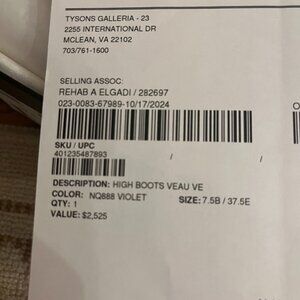 TYSONS GALLERIA - 23
2255 INTERNATIONAL DR
MCLEAN, VA 22102
703/761-1600
SELLING ASSOC:
REHAB A ELGADI / 282697
023-0083-67989-10/17/2024
SKU / UPC
401235487893 / /
DESCRIPTION: HIGH BOOTS VEAU VE
COLOR: NQ888 VIOLET SIZE: 7.5B / 37.5E
QTY: 1
VALUE: $2,525